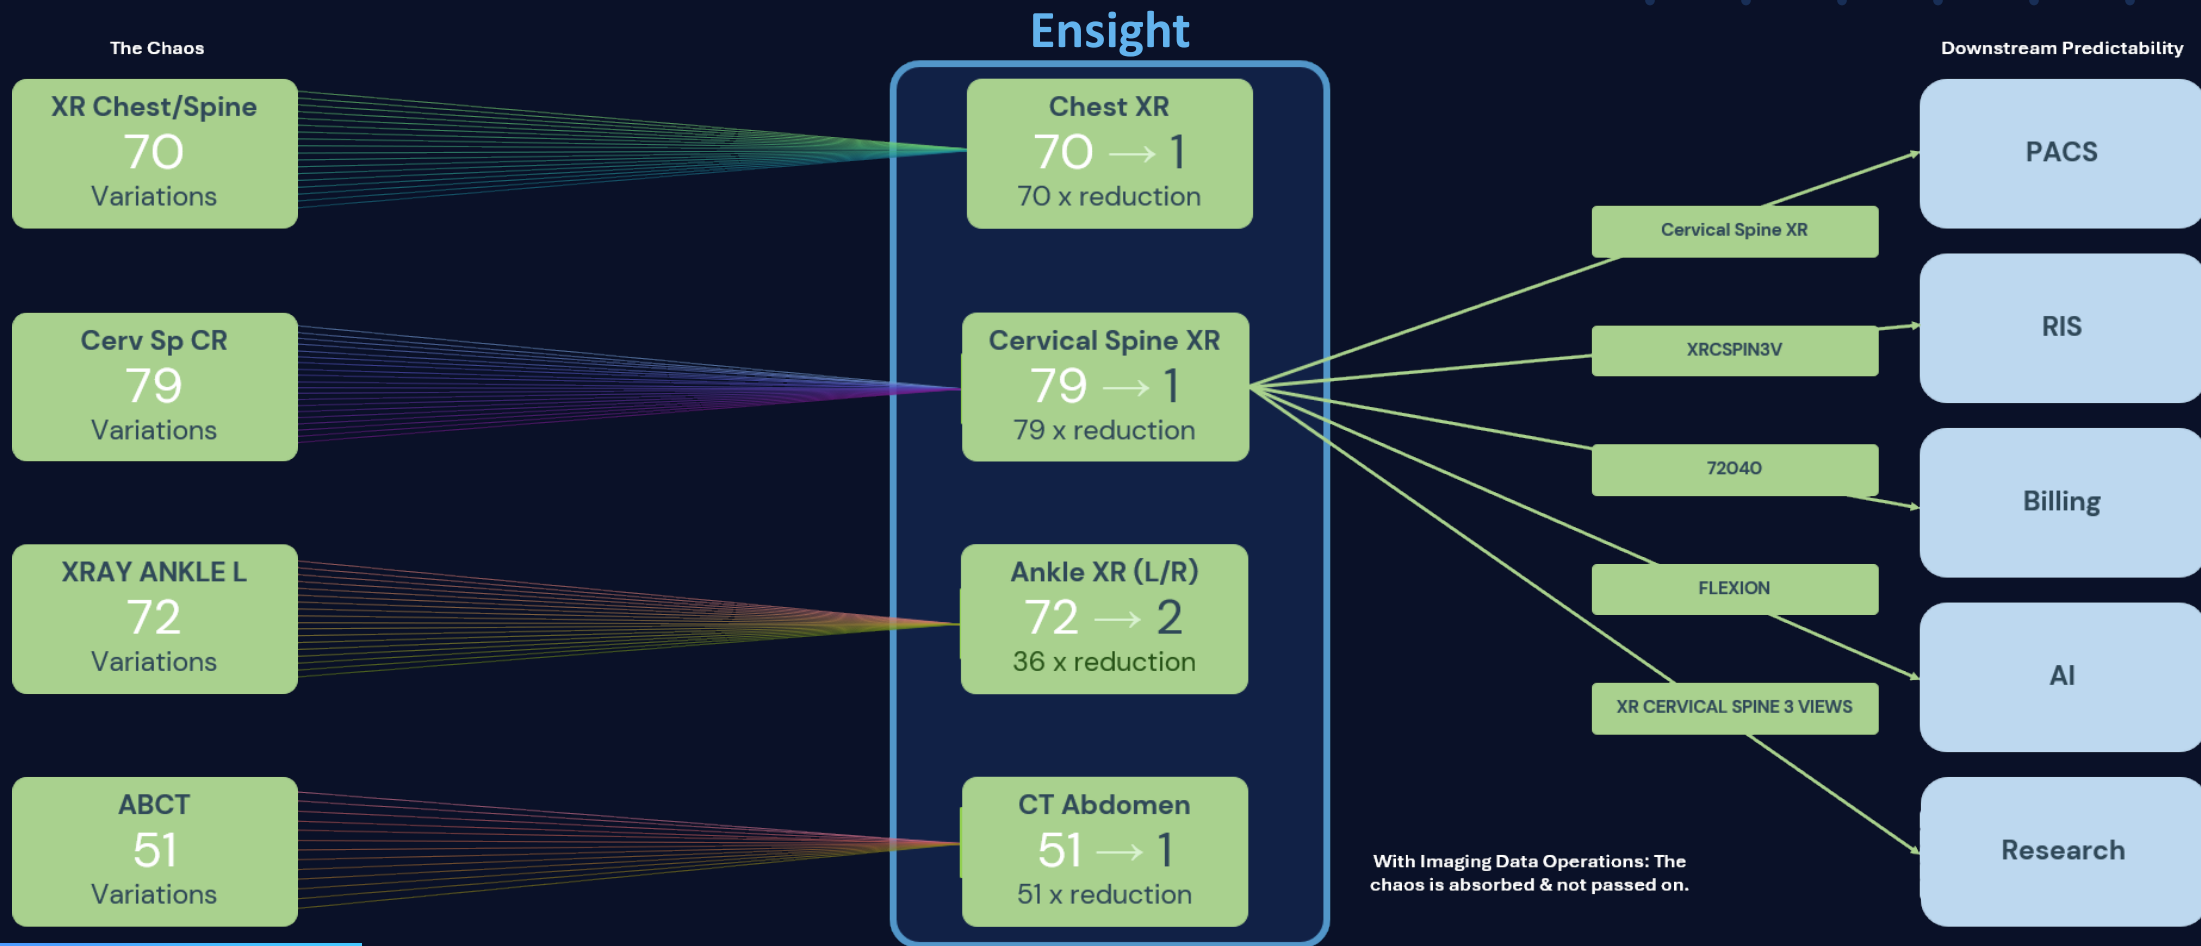 Ensight
The Chaos
Downstream Predictability
XR Chest/Spine
70
Variations
Cerv Sp CR
79
Variations
XRAY ANKLE L
72
Variations
ABCT
51
Variations
Chest XR
70 → 1
70 x reduction
Cervical Spine XR
79 → 1
79 x reduction
Ankle XR (L/R)
72 → 2
36 x reduction
CT Abdomen
51 → 1
51 x reduction
Cervical Spine XR
XRCSPIN3V
72040
FLEXION
XR CERVICAL SPINE 3 VIEWS
With Imaging Data Operations: The
chaos is absorbed & not passed on.
PACS
RIS
Billing
AI
Research